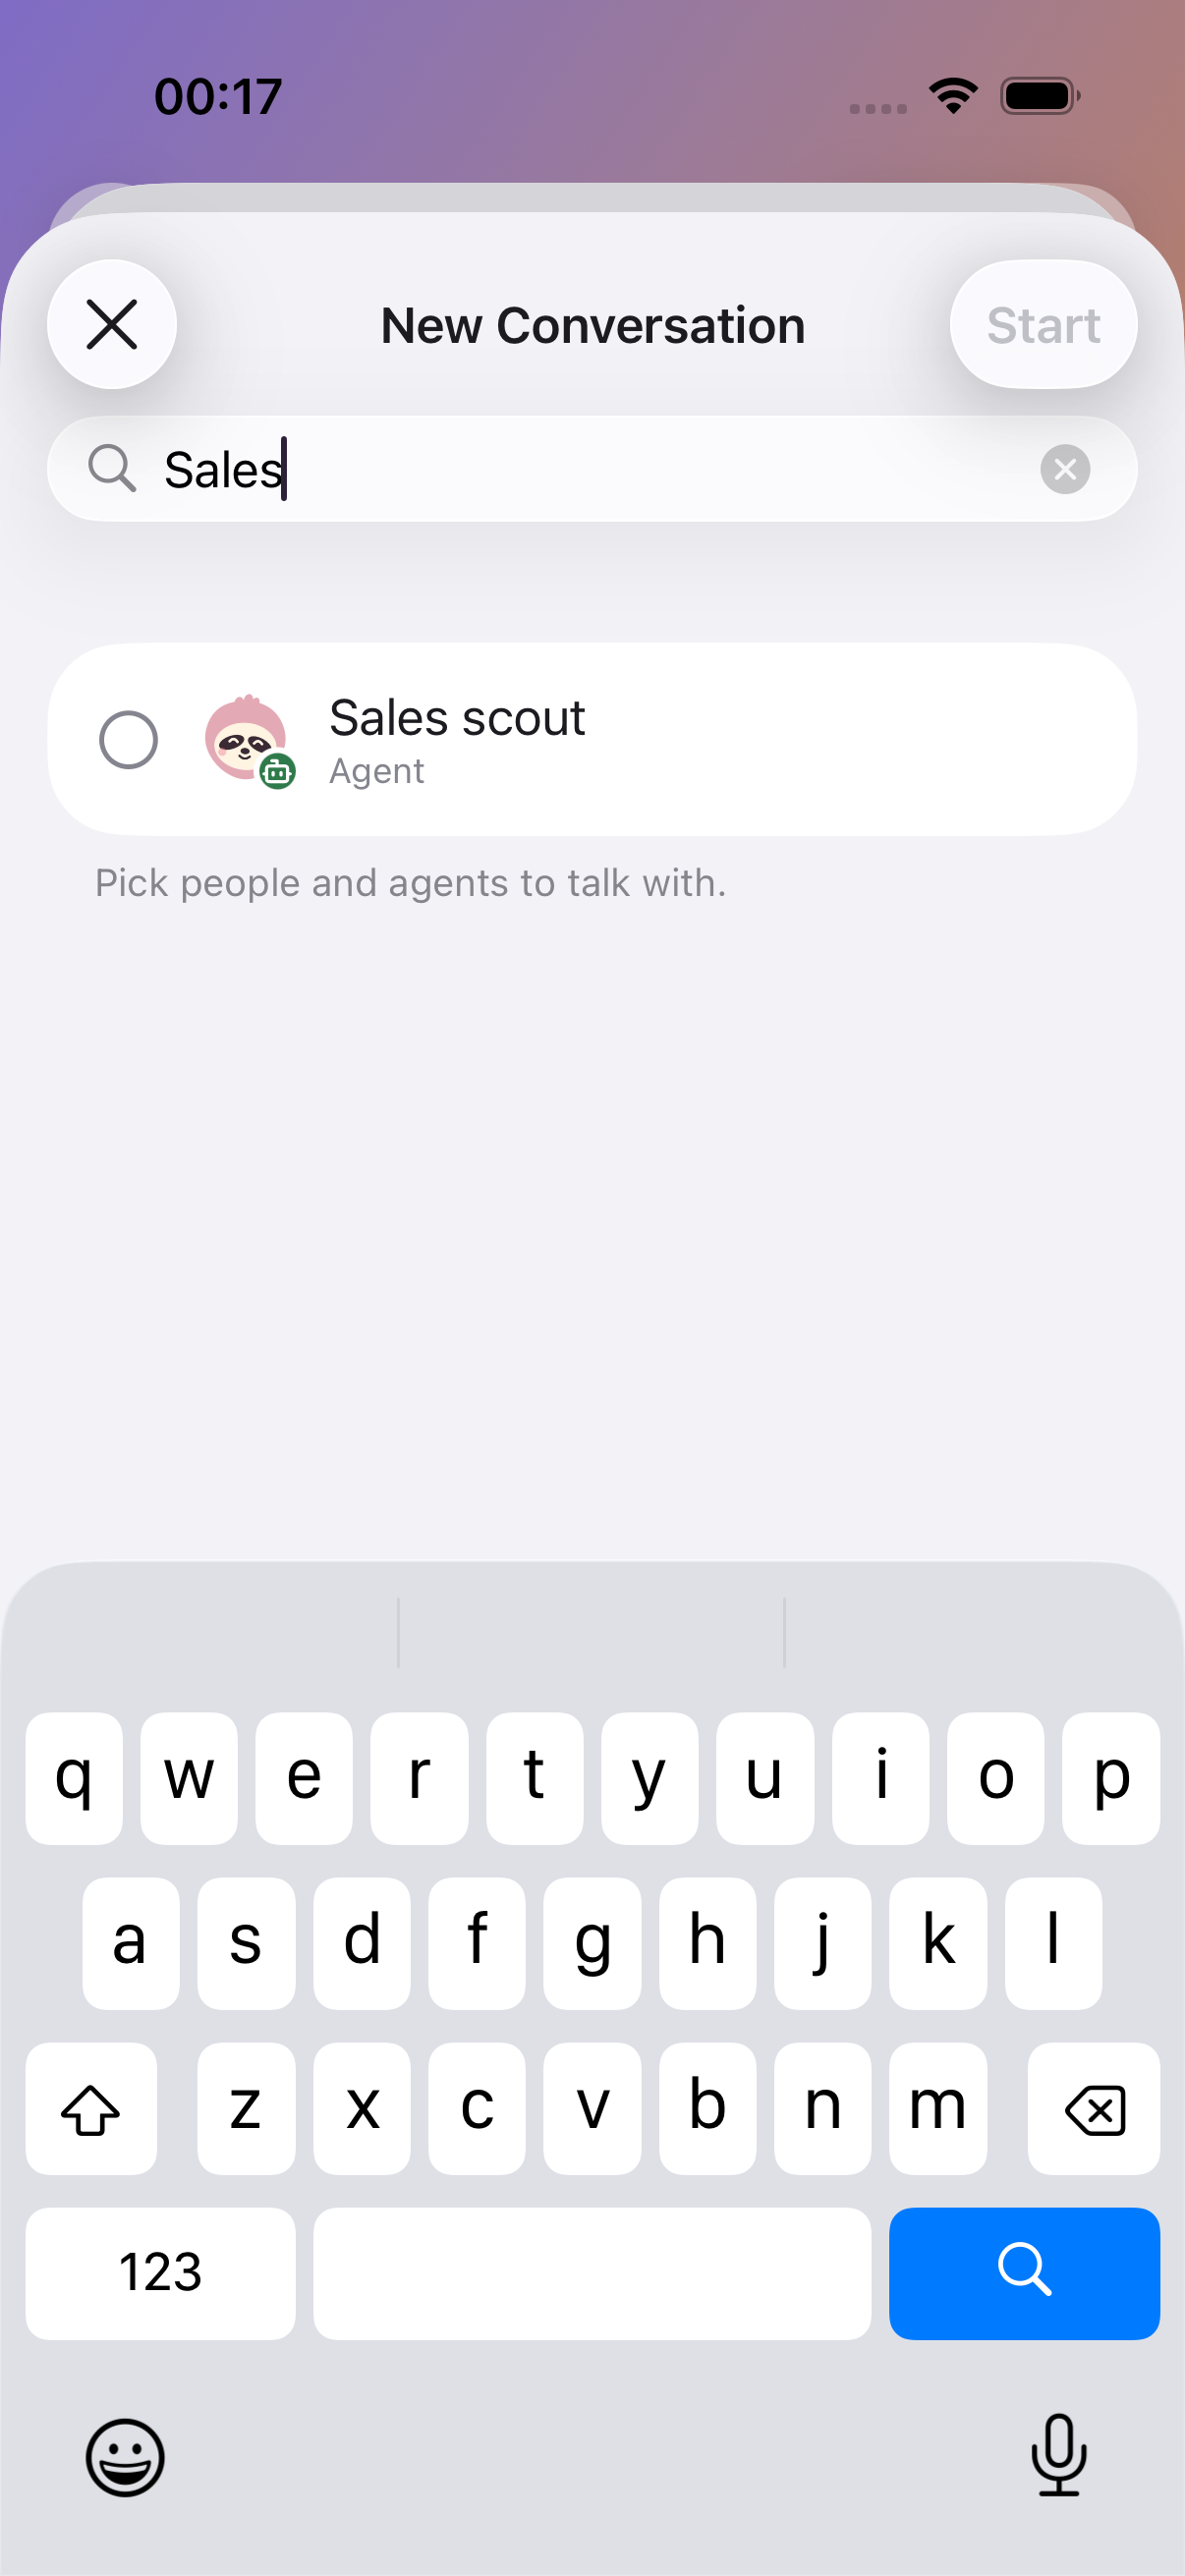 00:17
New Conversation
Start
Sales
Sales scout
Agent
Pick people and agents to talk with.
q w e r t y u i o p
a s d f g h j k l
z x c v b n m
123